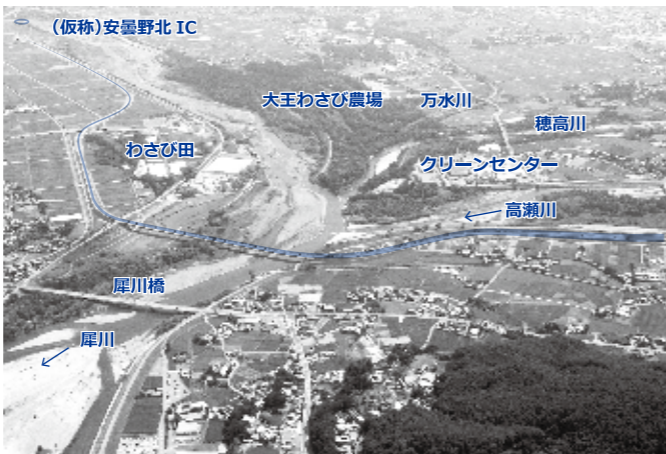 (仮称)安曇野北 IC
大王わさび農場
万水川
穂高川
わさび田
クリーンセンター
高瀬川
犀川橋
犀川